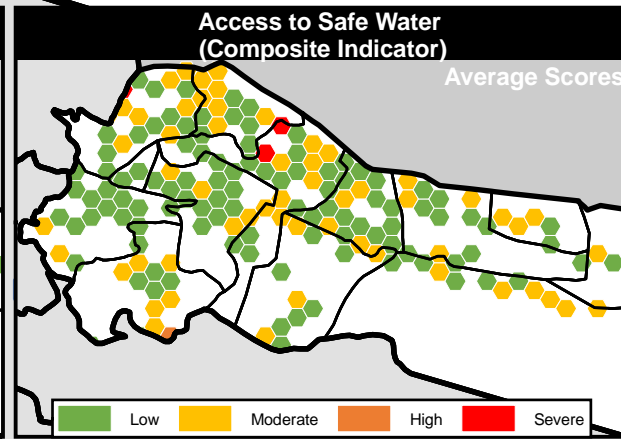 Access to Safe Water
(Composite Indicator)
Average Scores
Low Moderate High Severe